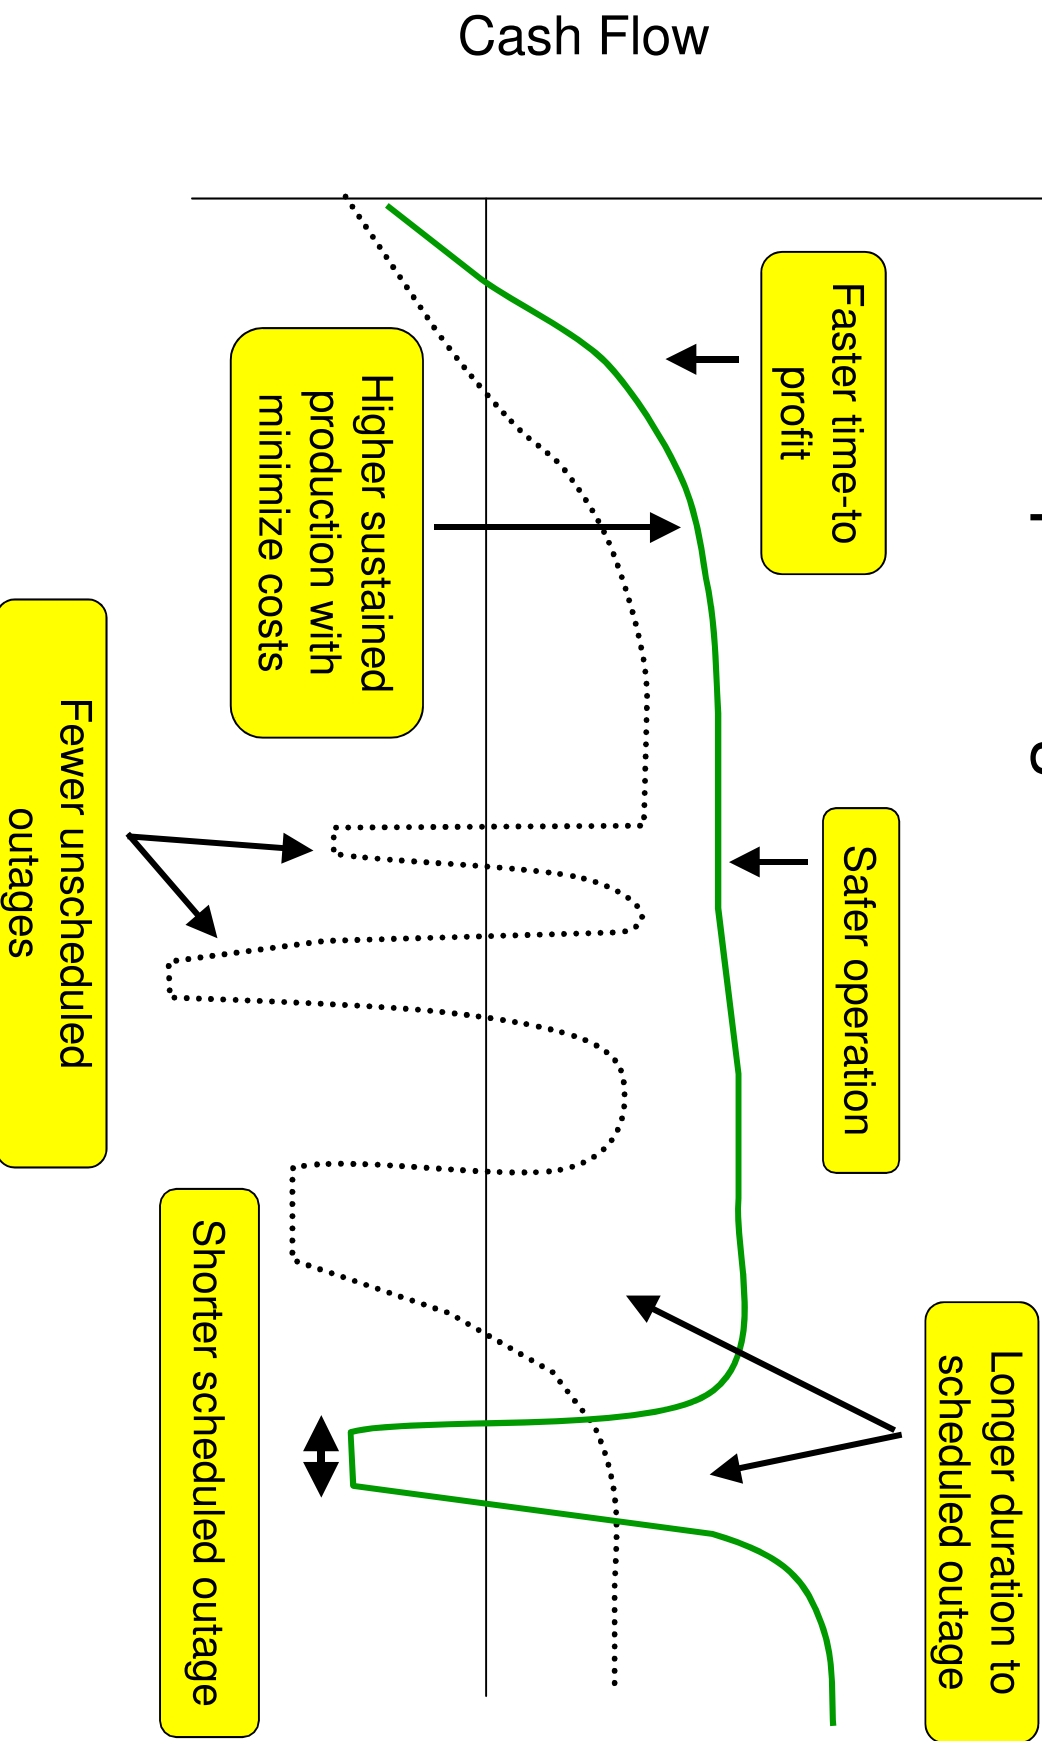 Cash Flow
Faster time-to
profit
Safer operation
Longer duration to
scheduled outage
Higher sustained
production with
minimize costs
Fewer unscheduled
outages
Shorter scheduled outage